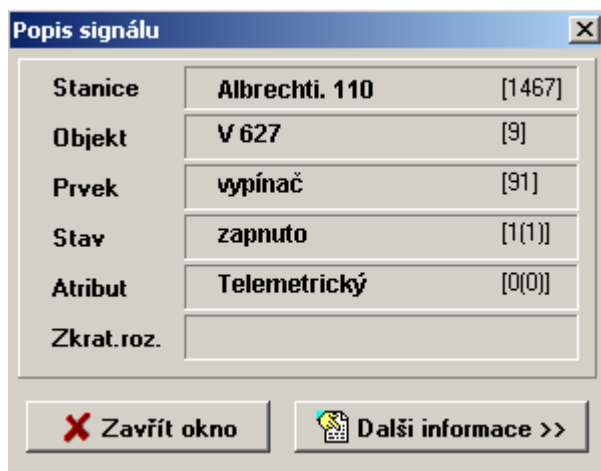 Popis signálu
Stanice Albrechti. 110 [1467]
Objekt V 627 [9]
Prvek vypínač [91]
Stav zapnuto [1(1)]
Atribut Telemetrický [0(0)]
Zkrat.roz.
Zavřít okno Další informace >>